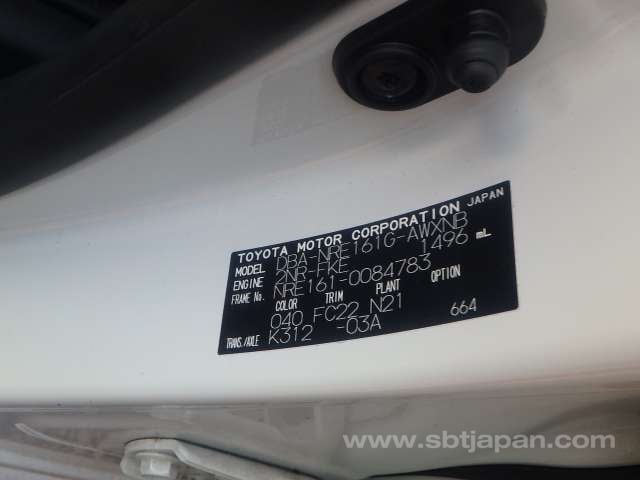 TOYOTA MOTOR CORPORATION JAPAN
MODEL DBA-NRE161G-AWXNB
ENGINE 2NR-FKE 1496 mL
FRAME No. NRE161-0084783
COLOR TRIM PLANT OPTION
040 FC22 N21
TRANS./AXLE K312 -03A 664
www.sbtjapan.com